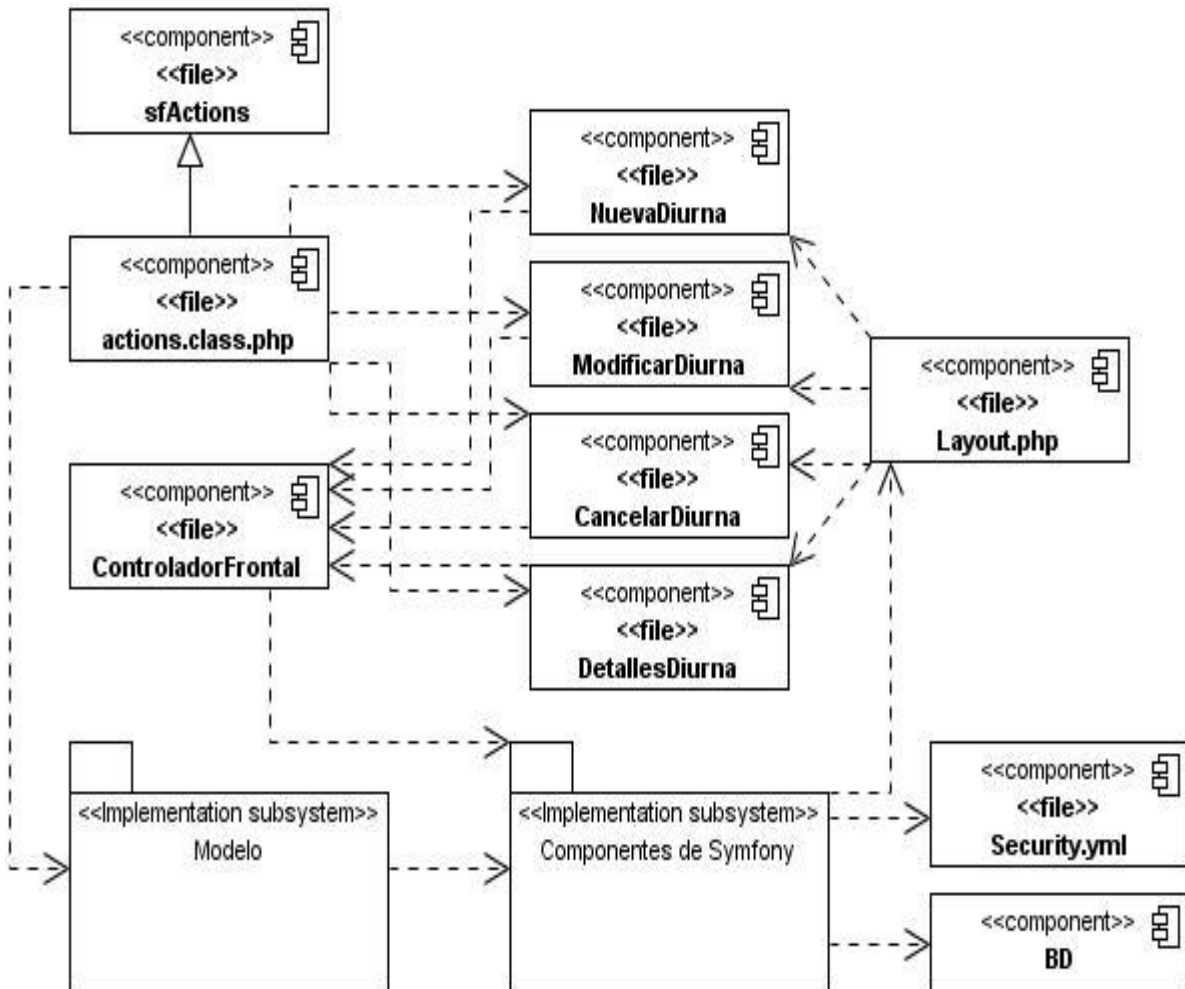 <<component>>
<<file>>
sfActions
<<component>>
<<file>>
NuevaDiurna
<<component>>
<<file>>
actions.class.php
<<component>>
<<file>>
ModificarDiurna
<<component>>
<<file>>
Layout.php
<<component>>
<<file>>
CancelarDiurna
<<component>>
<<file>>
ControladorFrontal
<<component>>
<<file>>
DetallesDiurna
<<Implementation subsystem>>
Modelo
<<Implementation subsystem>>
Componentes de Symfony
<<component>>
<<file>>
Security.yml
<<component>>
BD